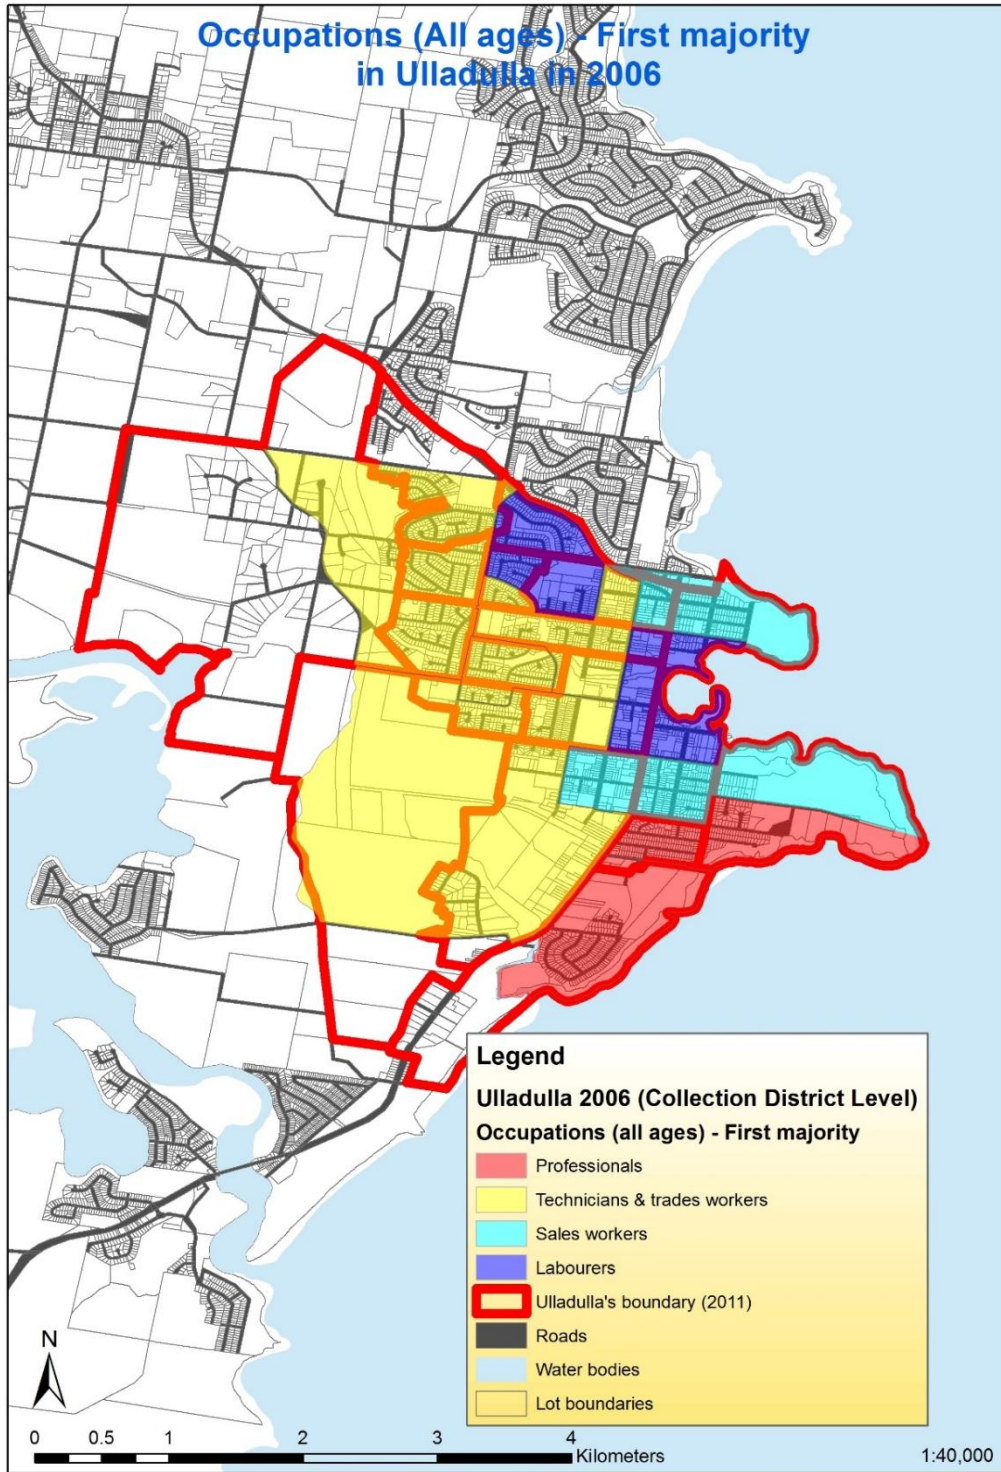 Occupations (All ages) - First majority
in Ulladulla in 2006
Legend
Ulladulla 2006 (Collection District Level)
Occupations (all ages) - First majority
Professionals
Technicians & trades workers
Sales workers
Labourers
Ulladulla's boundary (2011)
Roads
Water bodies
Lot boundaries
N
0 0.5 1 2 3 4
Kilometers
1:40,000